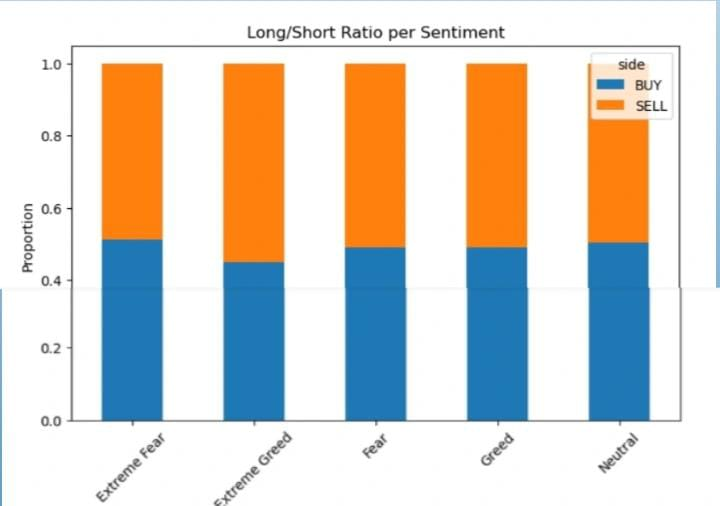 Long/Short Ratio per Sentiment
side
BUY
SELL
1.0
0.8
0.6
0.4
0.2
0.0
Proportion
Extreme Fear
Extreme Greed
Fear
Greed
Neutral